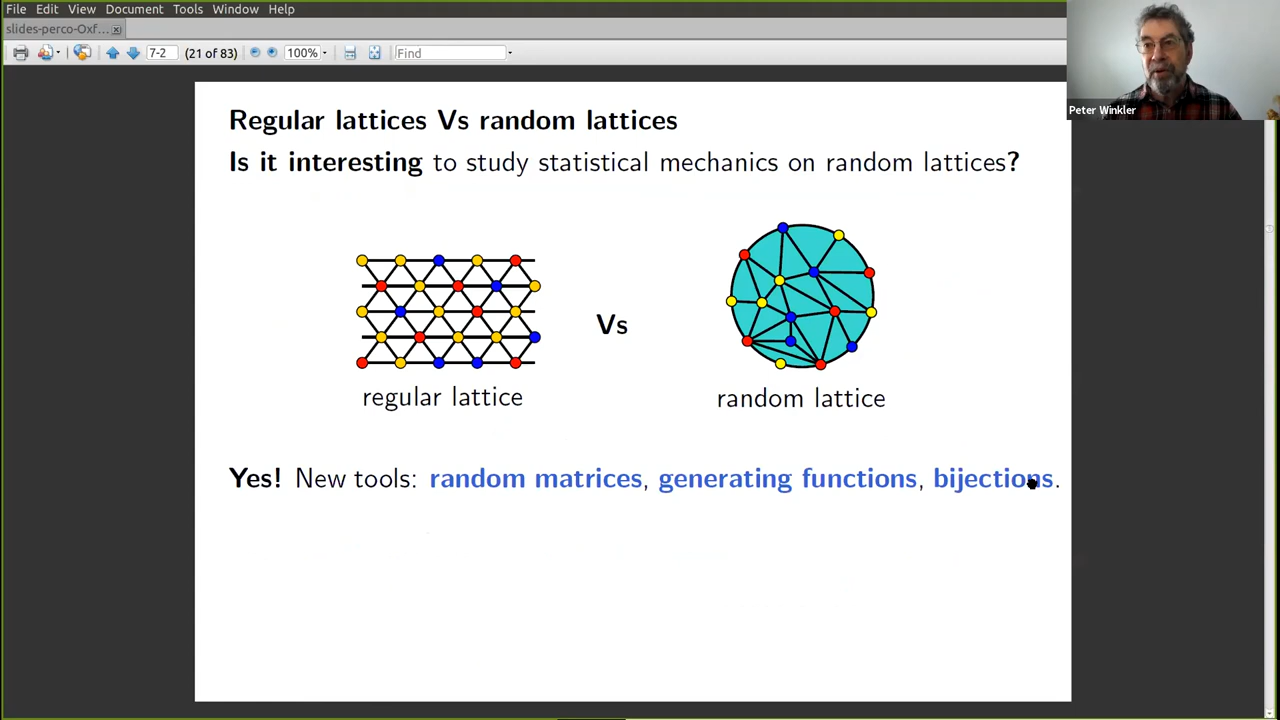 File Edit View Document Tools Window Help
slides-perco-Oxf...
7-2 (21 of 83) 100% Find
Peter Winkler
Regular lattices Vs random lattices
Is it interesting to study statistical mechanics on random lattices?
Vs
regular lattice random lattice
Yes! New tools: random matrices, generating functions, bijections.